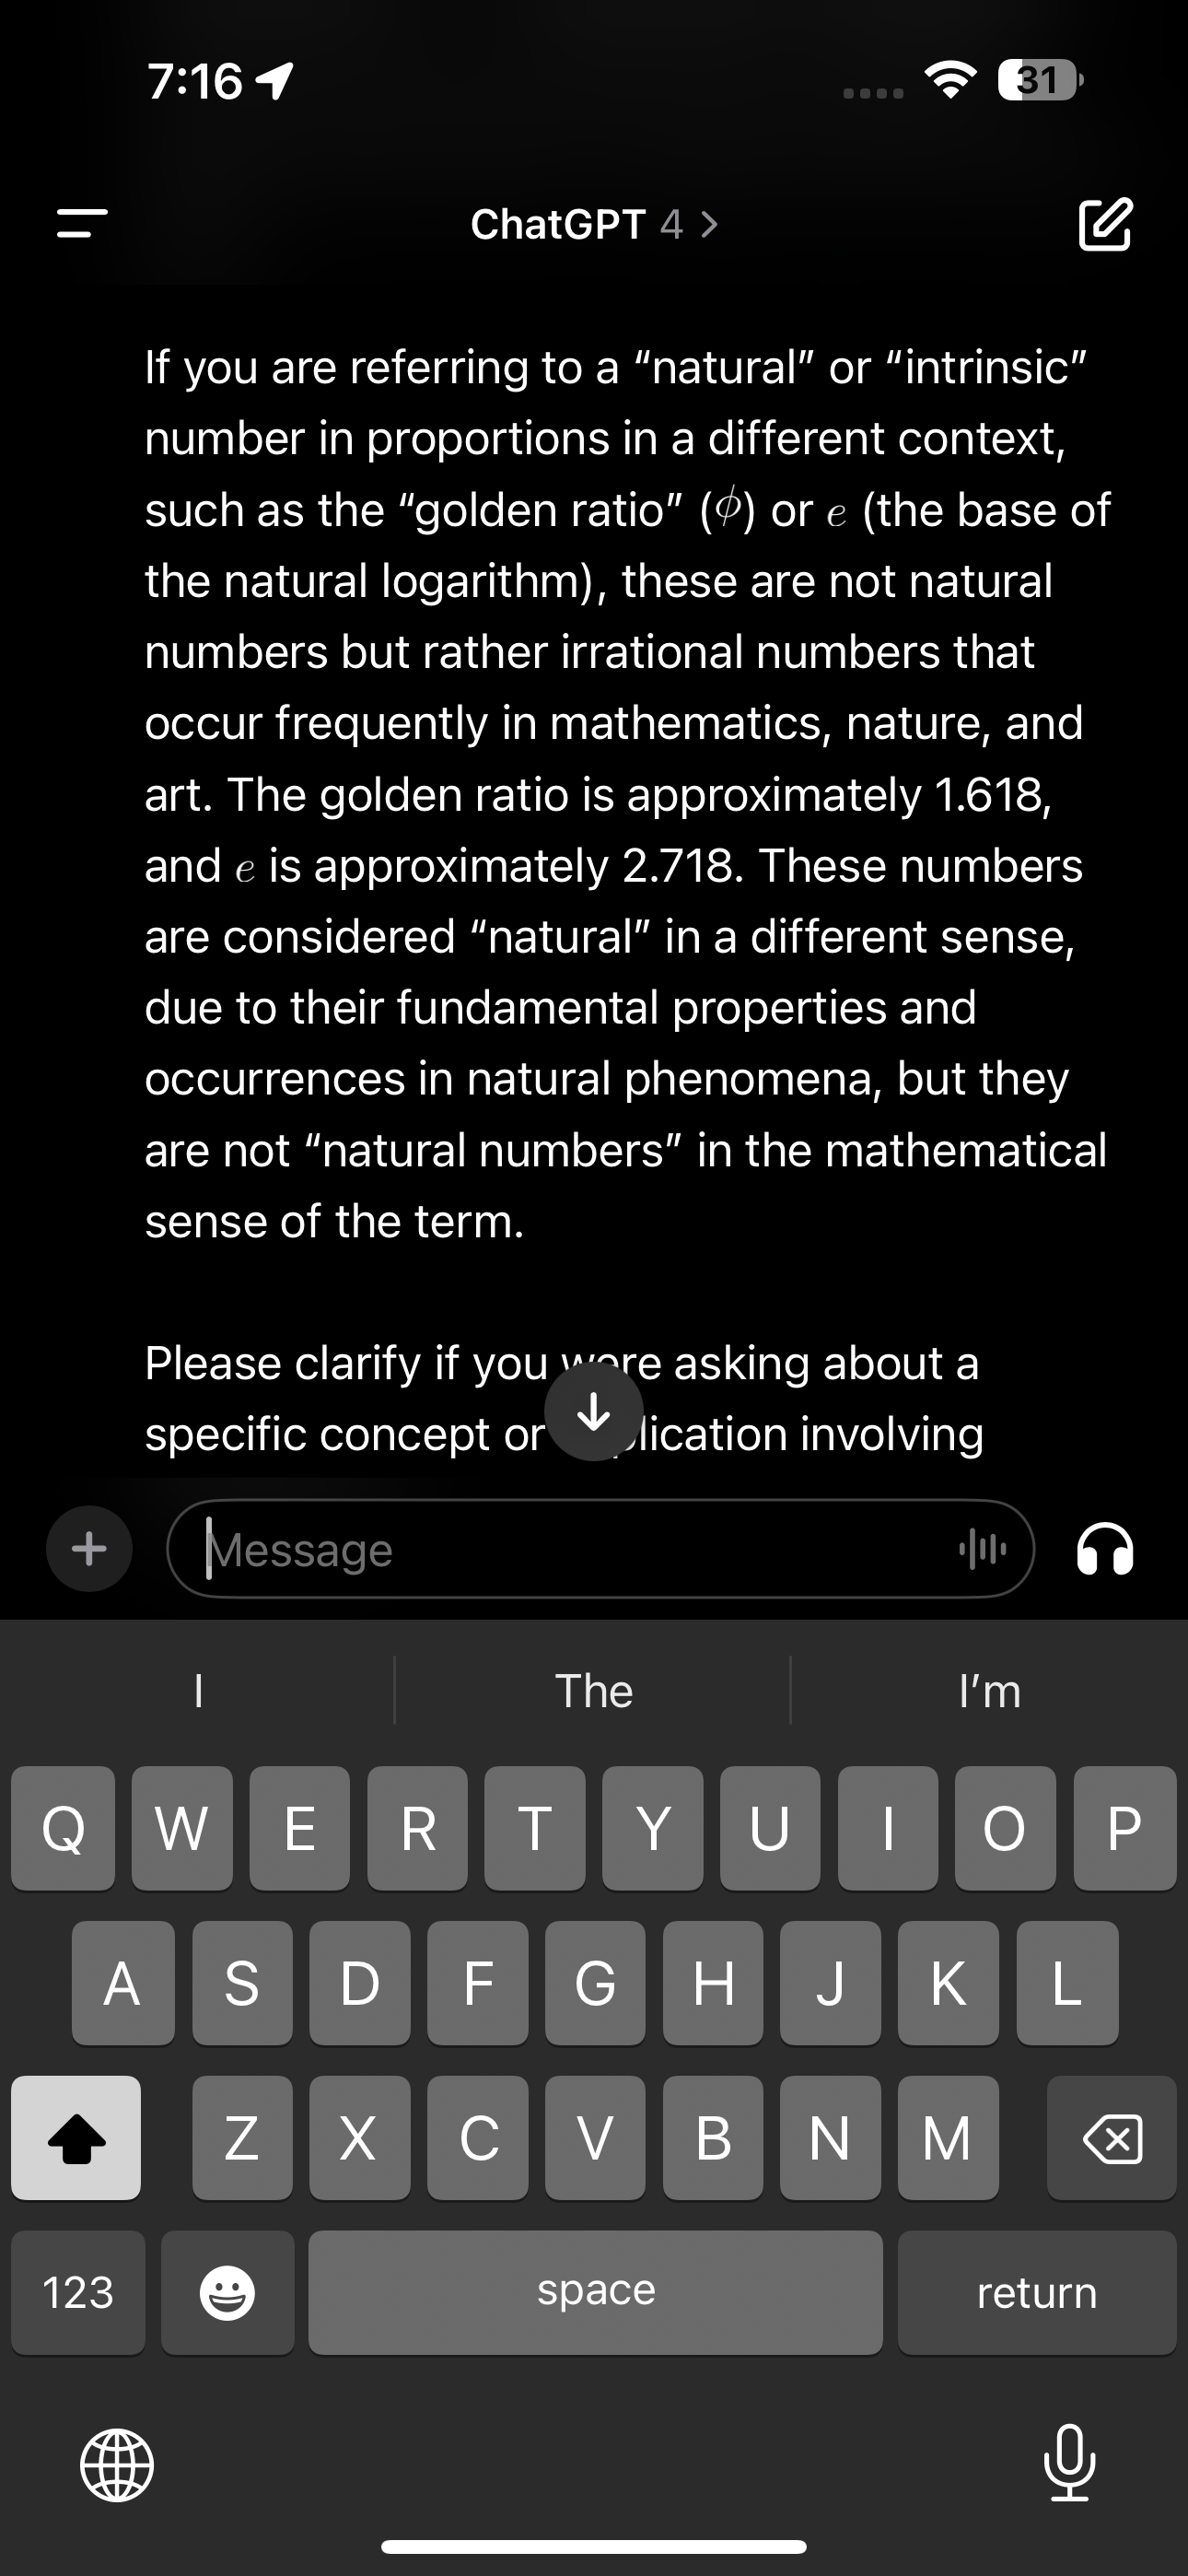 7:16
31
ChatGPT 4 >
If you are referring to a “natural” or “intrinsic”
number in proportions in a different context,
such as the “golden ratio” (ϕ) or e (the base of
the natural logarithm), these are not natural
numbers but rather irrational numbers that
occur frequently in mathematics, nature, and
art. The golden ratio is approximately 1.618,
and e is approximately 2.718. These numbers
are considered “natural” in a different sense,
due to their fundamental properties and
occurrences in natural phenomena, but they
are not “natural numbers” in the mathematical
sense of the term.
Please clarify if you were asking about a
specific concept or involving
Message
I The I’m
Q W E R T Y U I O P
A S D F G H J K L
Z X C V B N M
123 space return